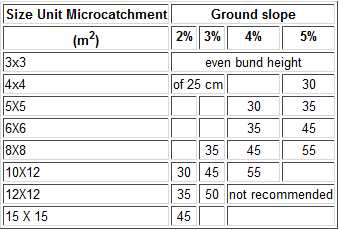 Size Unit Microcatchment Ground slope
(m2) 2% 3% 4% 5%
3x3 even bund height
4x4 of 25 cm 30
5X5 30 35
6X6 35 45
8X8 35 45 55
10X12 30 45 55
12X12 35 50 not recommended
15 X 15 45